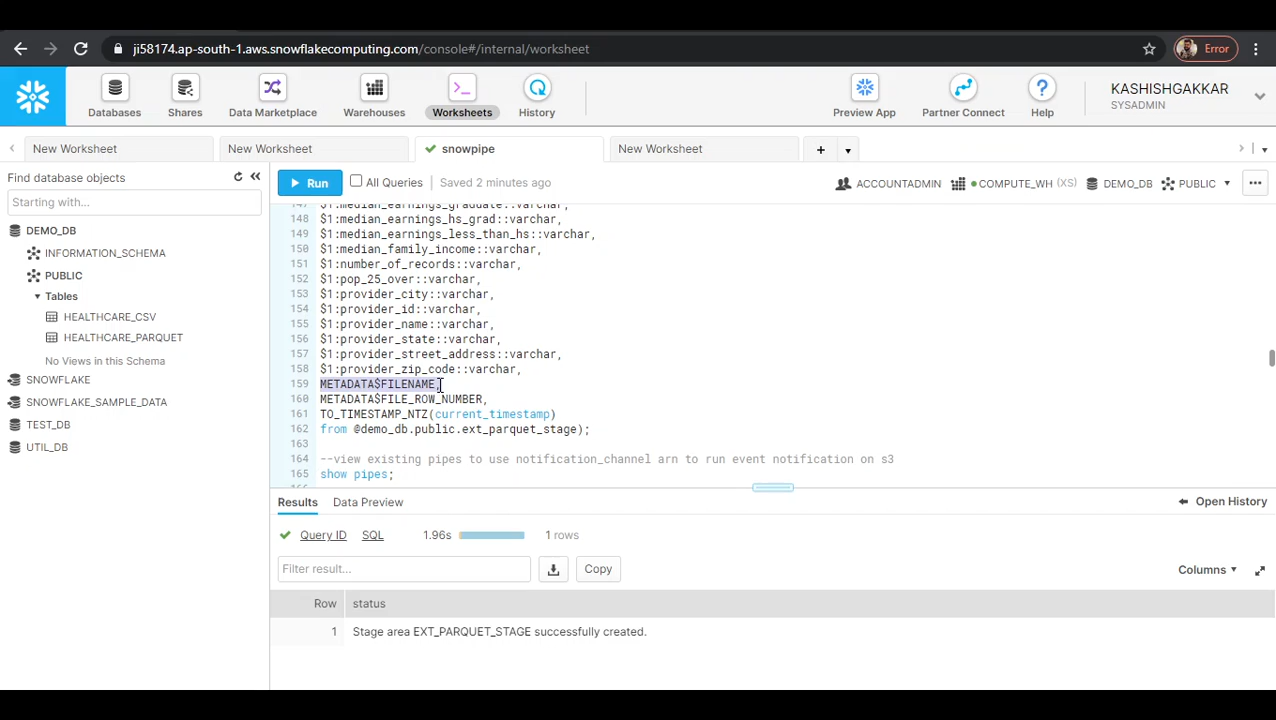 ji58174.ap-south-1.aws.snowflakecomputing.com/console#/internal/worksheet
Error
Databases
Shares
Data Marketplace
Warehouses
Worksheets
History
Preview App
Partner Connect
Help
KASHISHGAKKAR
SYSADMIN
New Worksheet
New Worksheet
snowpipe
New Worksheet
Find database objects
Starting with...
DEMO_DB
INFORMATION_SCHEMA
PUBLIC
Tables
HEALTHCARE_CSV
HEALTHCARE_PARQUET
No Views in this Schema
SNOWFLAKE
SNOWFLAKE_SAMPLE_DATA
TEST_DB
UTIL_DB
Run
All Queries
Saved 2 minutes ago
ACCOUNTADMIN
COMPUTE_WH (XS)
DEMO_DB
PUBLIC
147 $1:median_earnings_graduate::varchar,
148 $1:median_earnings_hs_grad::varchar,
149 $1:median_earnings_less_than_hs::varchar,
150 $1:median_family_income::varchar,
151 $1:number_of_records::varchar,
152 $1:pop_25_over::varchar,
153 $1:provider_city::varchar,
154 $1:provider_id::varchar,
155 $1:provider_name::varchar,
156 $1:provider_state::varchar,
157 $1:provider_street_address::varchar,
158 $1:provider_zip_code::varchar,
159 METADATA$FILENAME,
160 METADATA$FILE_ROW_NUMBER,
161 TO_TIMESTAMP_NTZ(current_timestamp)
162 from @demo_db.public.ext_parquet_stage);
163
164 --view existing pipes to use notification_channel arn to run event notification on s3
165 show pipes;
Results
Data Preview
Open History
Query ID
SQL
1.96s
1 rows
Filter result...
Copy
Columns
Row
status
1
Stage area EXT_PARQUET_STAGE successfully created.